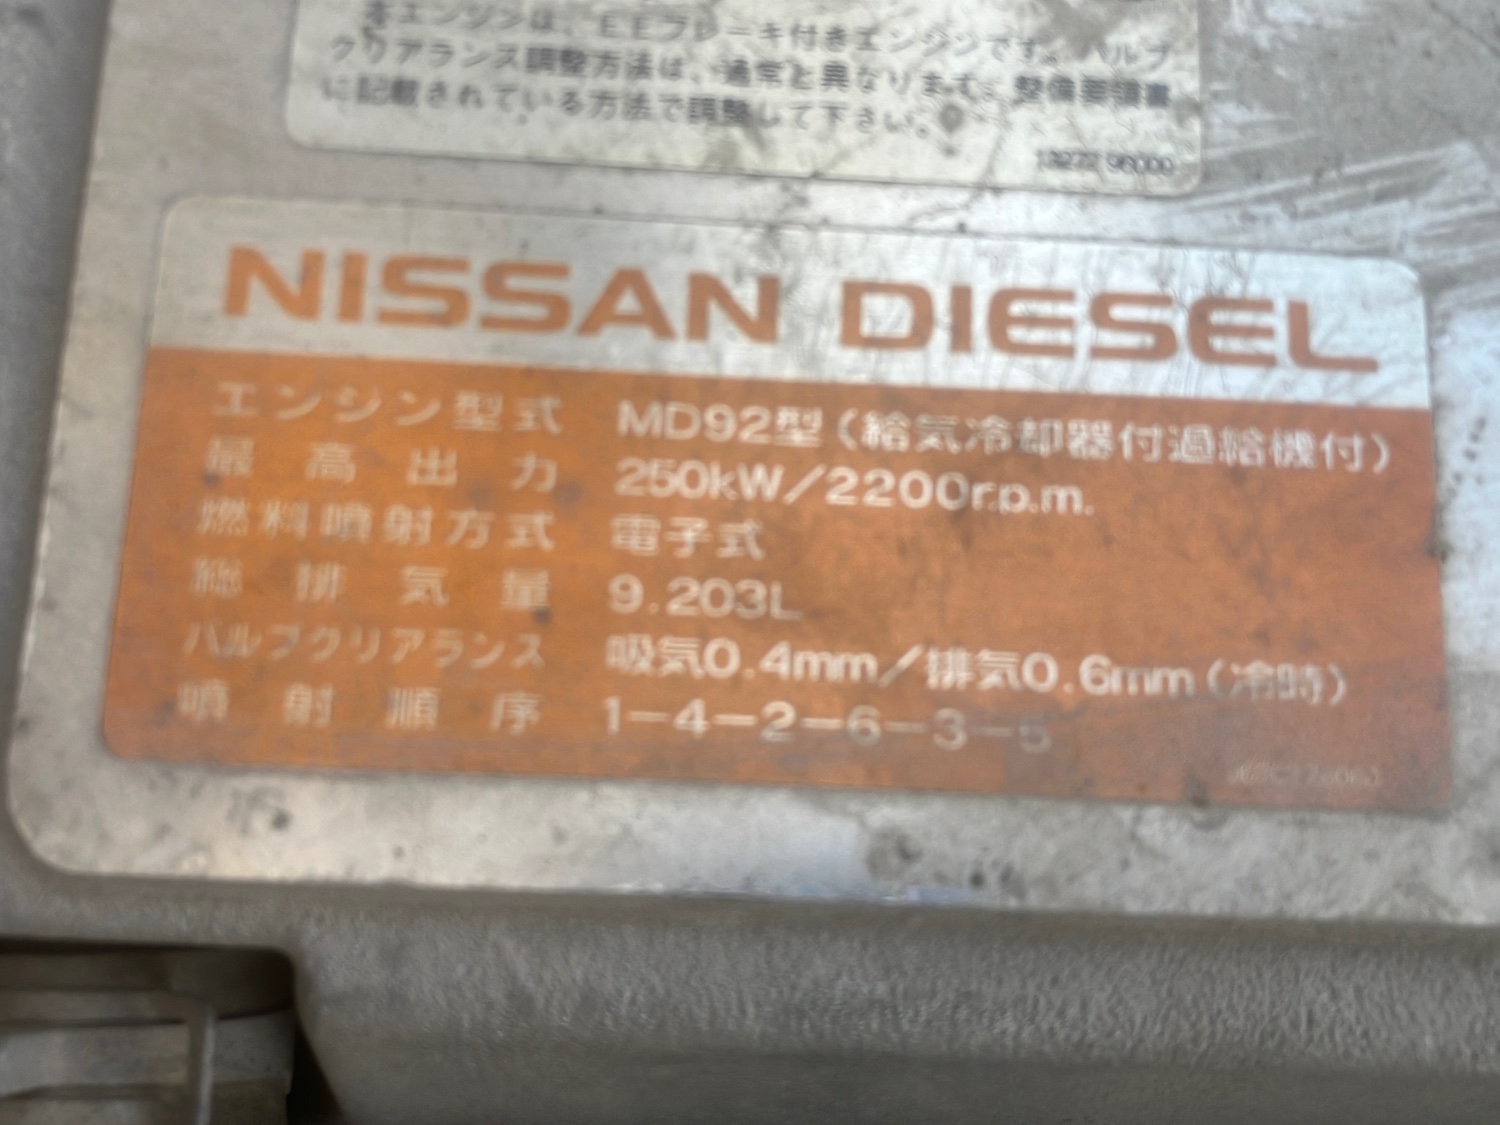 本エンジンは、EEブレーキ付きエンジンです。バルブ
クリアランス調整方法は、通常と異なります。整備要領書
に記載されている方法で調整して下さい。
NISSAN DIESEL
エンジン型式 MD92型(給気冷却器付過給機付)
最高出力 250kW/2200r.p.m.
燃料噴射方式 電子式
総排気量 9.203L
バルブクリアランス 吸気0.4mm/排気0.6mm(冷時)
噴射順序 1-4-2-6-3-5